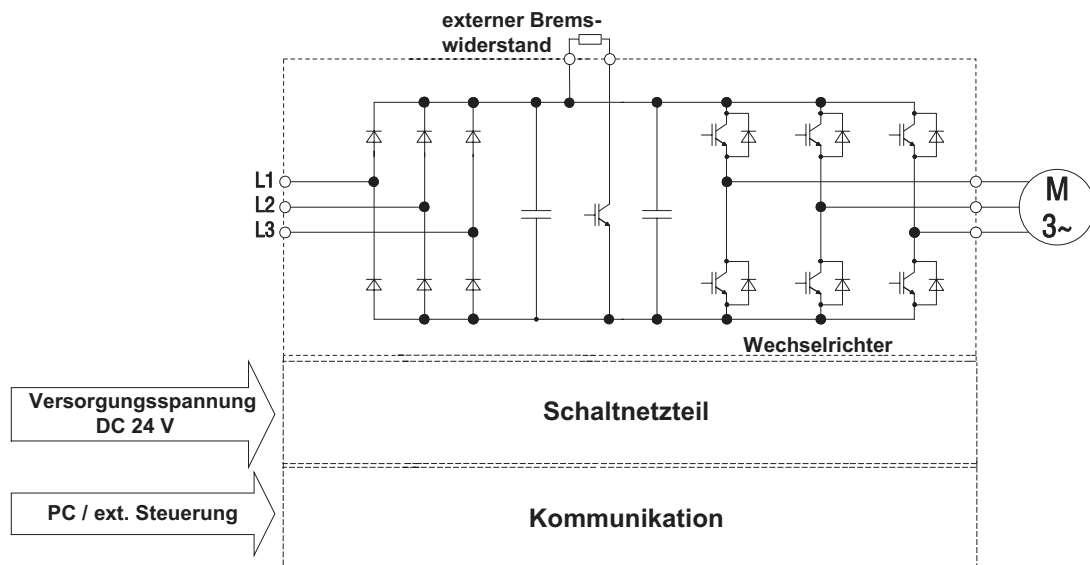 externer Brems-
widerstand
L1
L2
L3
M
3~
Wechselrichter
Versorgungsspannung
DC 24 V
Schaltnetzteil
PC / ext. Steuerung
Kommunikation